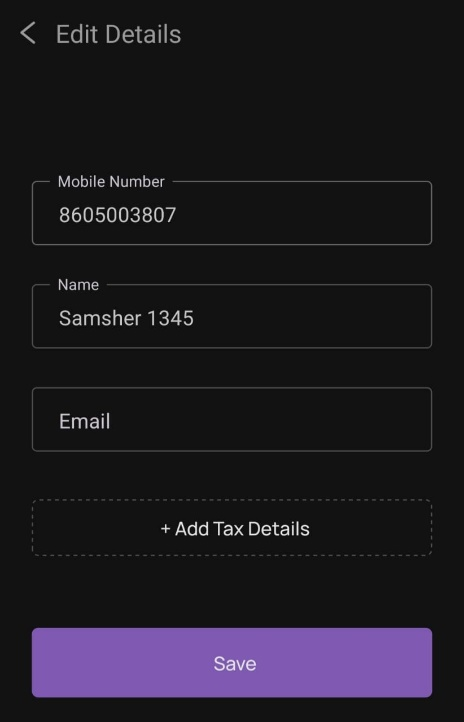 Edit Details
Mobile Number
8605003807
Name
Samsher 1345
Email
+ Add Tax Details
Save